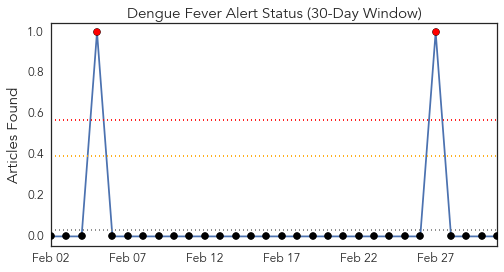 Dengue Fever Alert Status (30-Day Window)
Articles Found
1.0
0.8
0.6
0.4
0.2
0.0
Feb 02 Feb 07 Feb 12 Feb 17 Feb 22 Feb 27